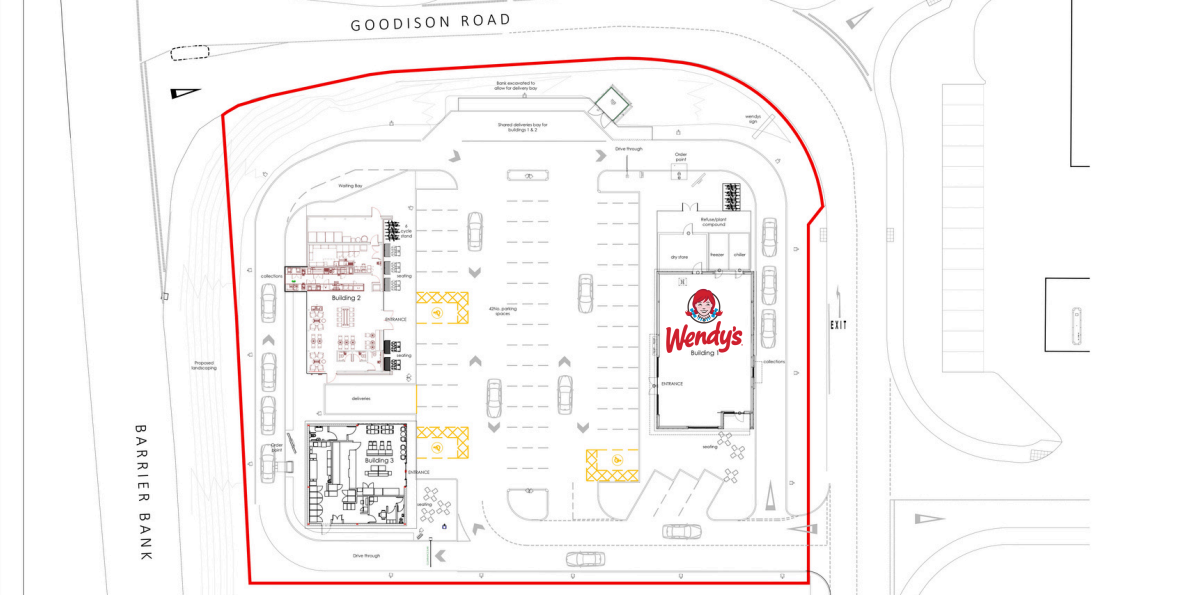 GOODISON ROAD
Bank excavated to
allow for delivery bay
Shared deliveries bay for
buildings 1 & 2
wendys
sign
Drive through
Order
point
Waiting Bay
Refuse/plant
compound
cycle
stand
dry store
freezer
chiller
collections
seating
Building 2
42no. parking
spaces
ENTRANCE
Wendy's
Building 1
EXIT
seating
Proposed
landscaping
collections
ENTRANCE
deliveries
BARRIER BANK
Order
point
Building 3
ENTRANCE
seating
seating
Drive through